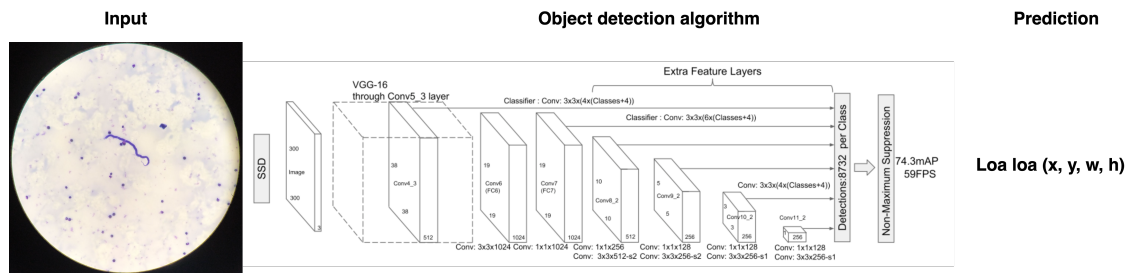 Input
Object detection algorithm
Prediction
Extra Feature Layers
VGG-16
through Conv5_3 layer
Classifier : Conv: 3x3x(4x(Classes+4))
Classifier : Conv: 3x3x(6x(Classes+4))
SSD
300
Image
300
3
38
Conv4_3
38
512
19
Conv6
(FC6)
19
1024
19
Conv7
(FC7)
19
1024
10
Conv8_2
10
512
5
Conv9_2
5
256
Conv: 3x3x(4x(Classes+4))
3
Conv10_2
3
256
Conv11_2
256
Detections:8732 per Class
Non-Maximum Suppression
74.3mAP
59FPS
Loa loa (x, y, w, h)
Conv: 3x3x1024
Conv: 1x1x1024
Conv: 1x1x256
Conv: 3x3x512-s2
Conv: 1x1x128
Conv: 3x3x256-s2
Conv: 1x1x128
Conv: 3x3x256-s1
Conv: 1x1x128
Conv: 3x3x256-s1